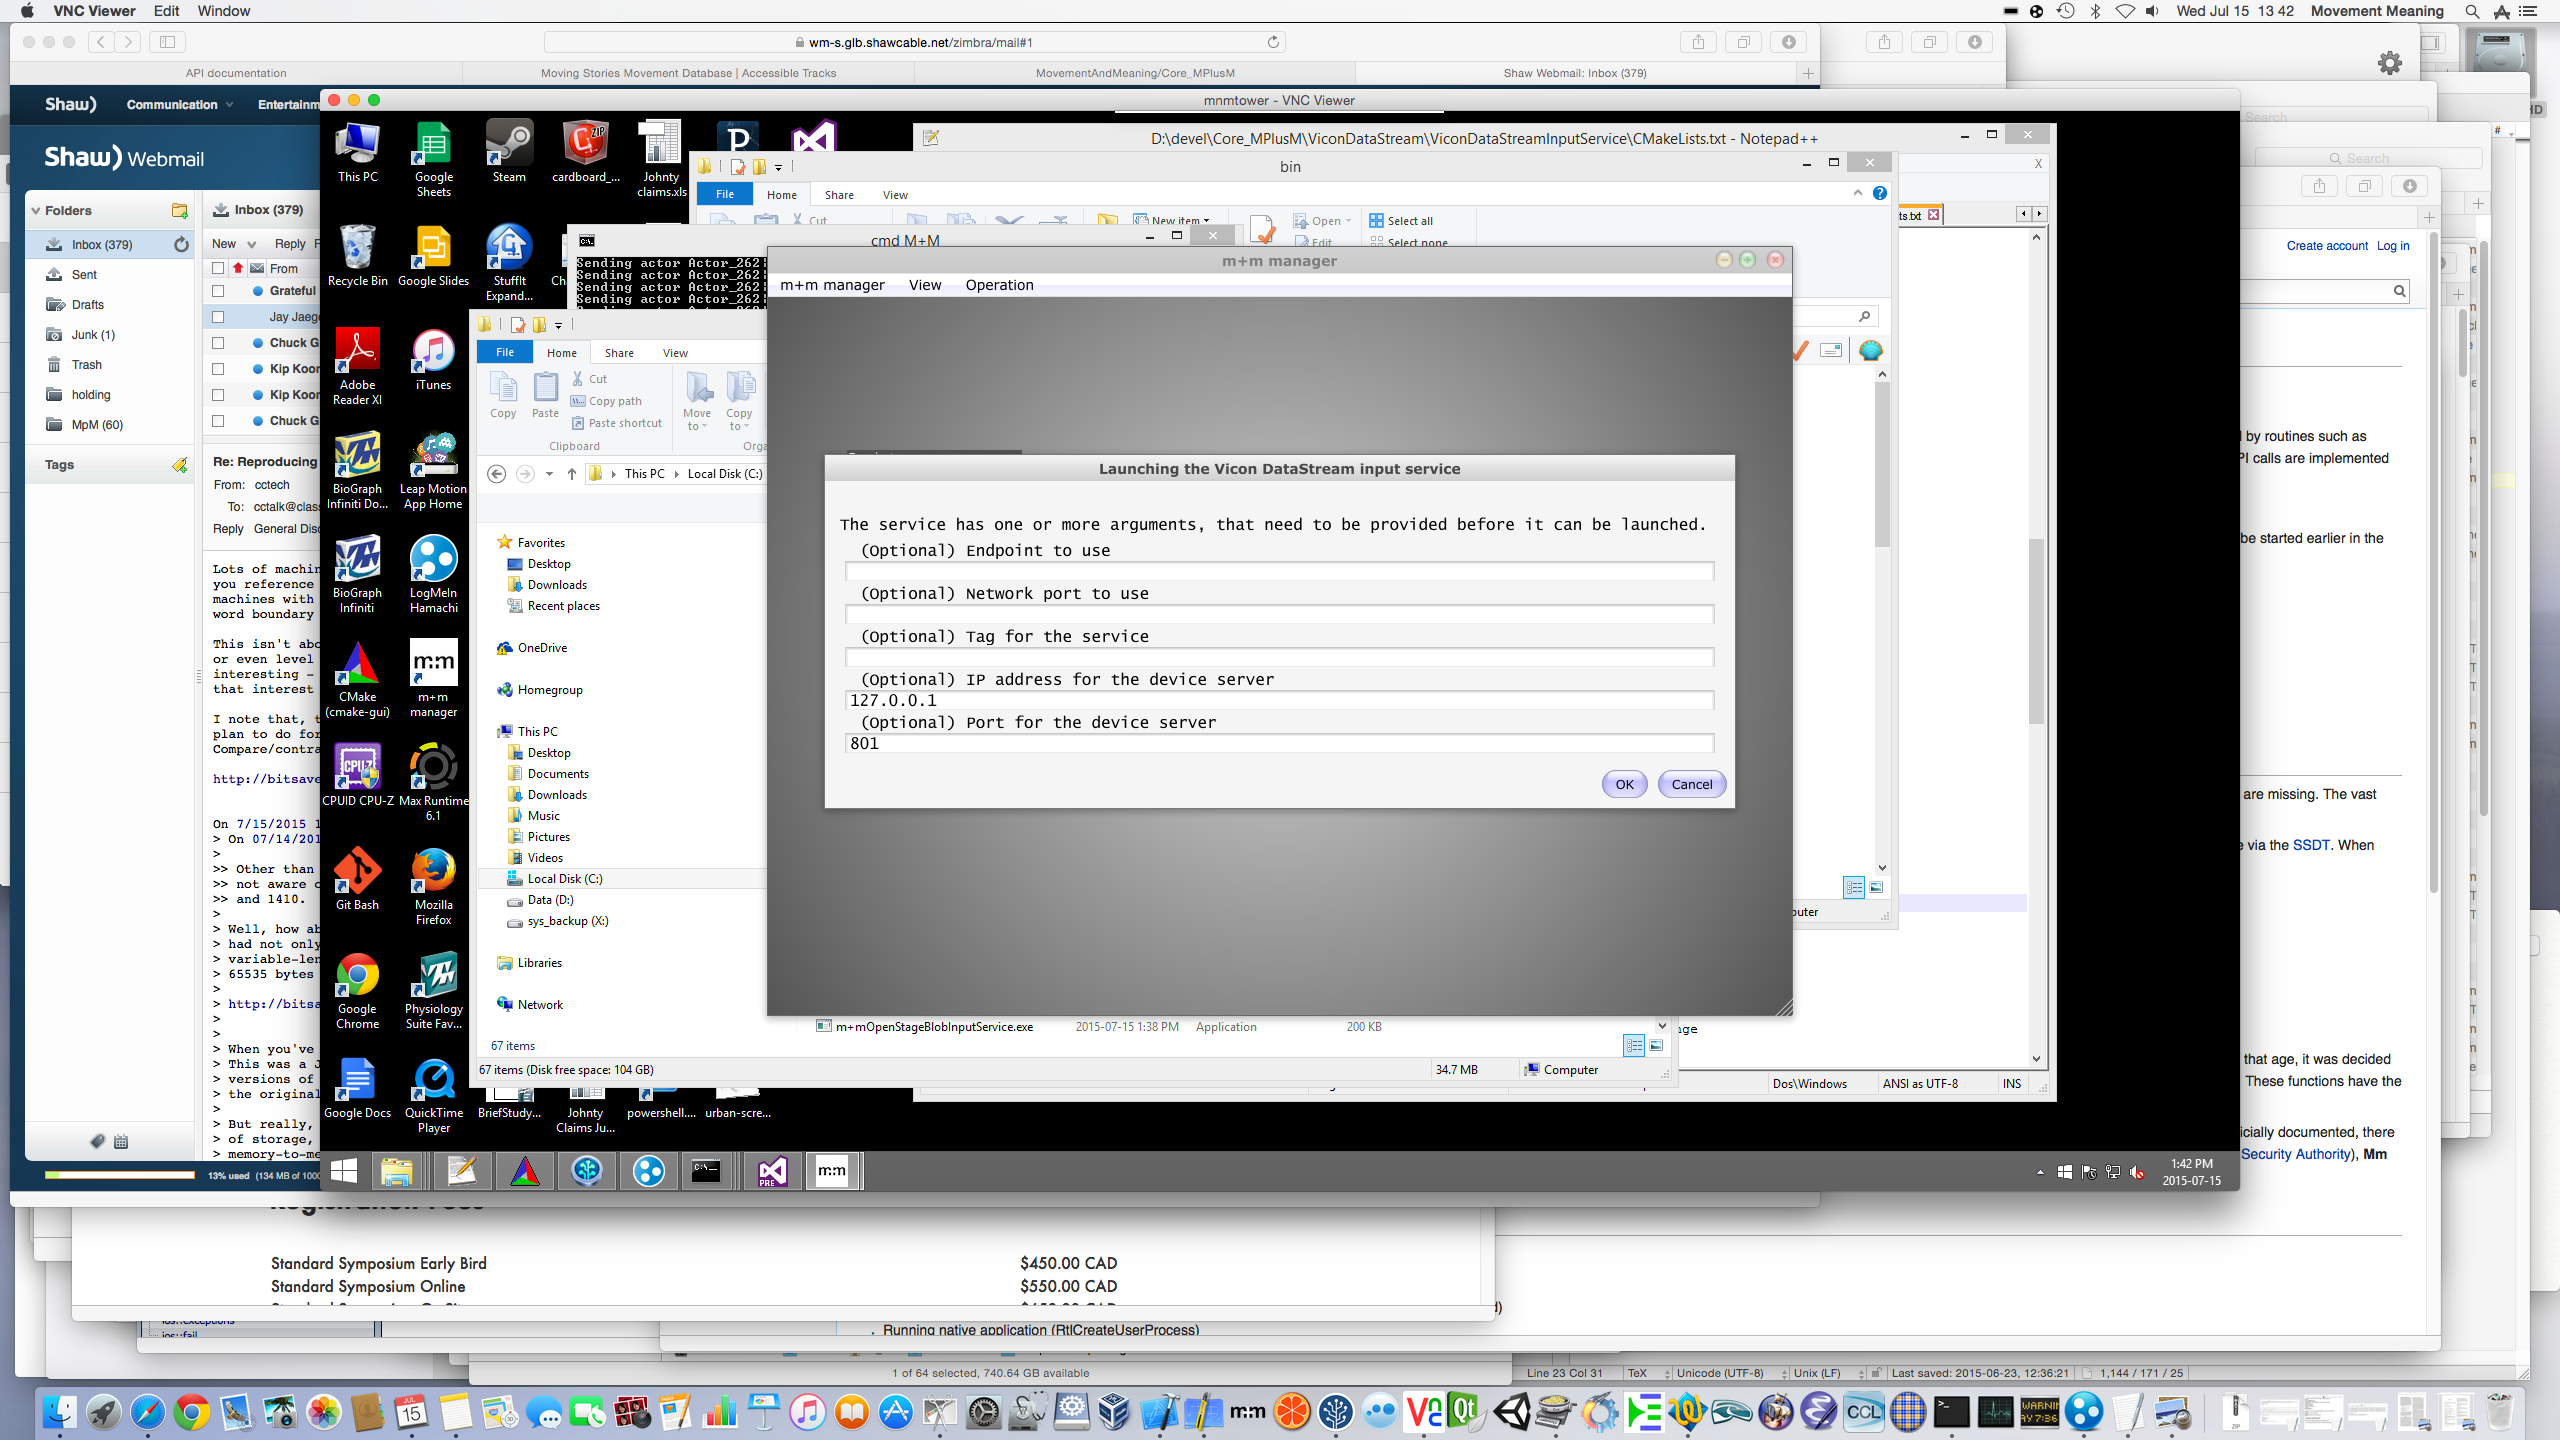 VNC Viewer Edit Window
Wed Jul 15 13 42 Movement Meaning
wm-s.glb.shawcable.net/zimbra/mail#1
API documentation
Moving Stories Movement Database | Accessible Tracks
MovementAndMeaning/Core_MPlusM
Shaw Webmail: Inbox (379)
Shaw) Communication
Shaw) Webmail
Folders
Inbox (379)
Sent
Drafts
Junk (1)
Trash
holding
MpM (60)
Tags
Inbox (379)
New Reply
From
Grateful
Jay Jaeg
Chuck G
Kip Koor
Kip Koor
Chuck G
Re: Reproducing
From: cctech
To: cctalk@clas
Reply General Disc
Lots of machin
you reference
machines with
word boundary
This isn't abo
or even level
interesting -
that interest
I note that, t
plan to do for
Compare/contra
http://bitsave
On 7/15/2015 1
> On 07/14/201
>
>> Other than
>> not aware o
>> and 1410.
>
> Well, how ab
> had not only
> variable-len
> 65535 bytes
>
> http://bitsa
>
>
> When you've
> This was a J
> versions of
> the original
>
> But really,
> of storage,
> memory-to-me
13% used (134 MB of 1000
mnmtower - VNC Viewer
This PC
Google Sheets
Steam
cardboard_...
Johnty claims.xls
Recycle Bin
Google Slides
StuffIt Expand...
Adobe Reader XI
iTunes
BioGraph Infiniti Do...
Leap Motion App Home
BioGraph Infiniti
LogMeIn Hamachi
CMake (cmake-gui)
m+m manager
CPUID CPU-Z
Max Runtime 6.1
Git Bash
Mozilla Firefox
Google Chrome
Physiology Suite Fav...
Google Docs
QuickTime Player
BriefStudy...
Johnty Claims Ju...
powershell....
urban-scre...
D:\devel\Core_MPlusM\ViconDataStream\ViconDataStreamInputService\CMakeLists.txt - Notepad++
bin
File Home Share View
Cut
New item
Open
Edit
Select all
Select none
ts.txt
cmd M+M
Sending actor Actor_262
Sending actor Actor_262
Sending actor Actor_262
Sending actor Actor_262
File Home Share View
Copy
Paste
Cut
Copy path
Paste shortcut
Move to
Copy to
Clipboard
Orga
This PC Local Disk (C:)
Favorites
Desktop
Downloads
Recent places
OneDrive
Homegroup
This PC
Desktop
Documents
Downloads
Music
Pictures
Videos
Local Disk (C:)
Data (D:)
sys_backup (X:)
Libraries
Network
m+mOpenStageBlobInputService.exe 2015-07-15 1:38 PM Application 200 KB
67 items
67 items (Disk free space: 104 GB) 34.7 MB Computer
m+m manager
m+m manager View Operation
Launching the Vicon DataStream input service
The service has one or more arguments, that need to be provided before it can be launched.
(Optional) Endpoint to use
(Optional) Network port to use
(Optional) Tag for the service
(Optional) IP address for the device server
127.0.0.1
(Optional) Port for the device server
801
OK Cancel
Dos\Windows ANSI as UTF-8 INS
1:42 PM
2015-07-15
Search
Search
Create account Log in
by routines such as
PI calls are implemented
be started earlier in the
are missing. The vast
via the SSDT. When
that age, it was decided
These functions have the
icially documented, there
Security Authority), Mm
Standard Symposium Early Bird $450.00 CAD
Standard Symposium Online $550.00 CAD
ios::fail
Running native application (RtlCreateUserProcess)
1 of 64 selected, 740.64 GB available
Line 23 Col 31 TeX Unicode (UTF-8) Unix (LF) Last saved: 2015-06-23, 12:36:21 1,144 / 171 / 25